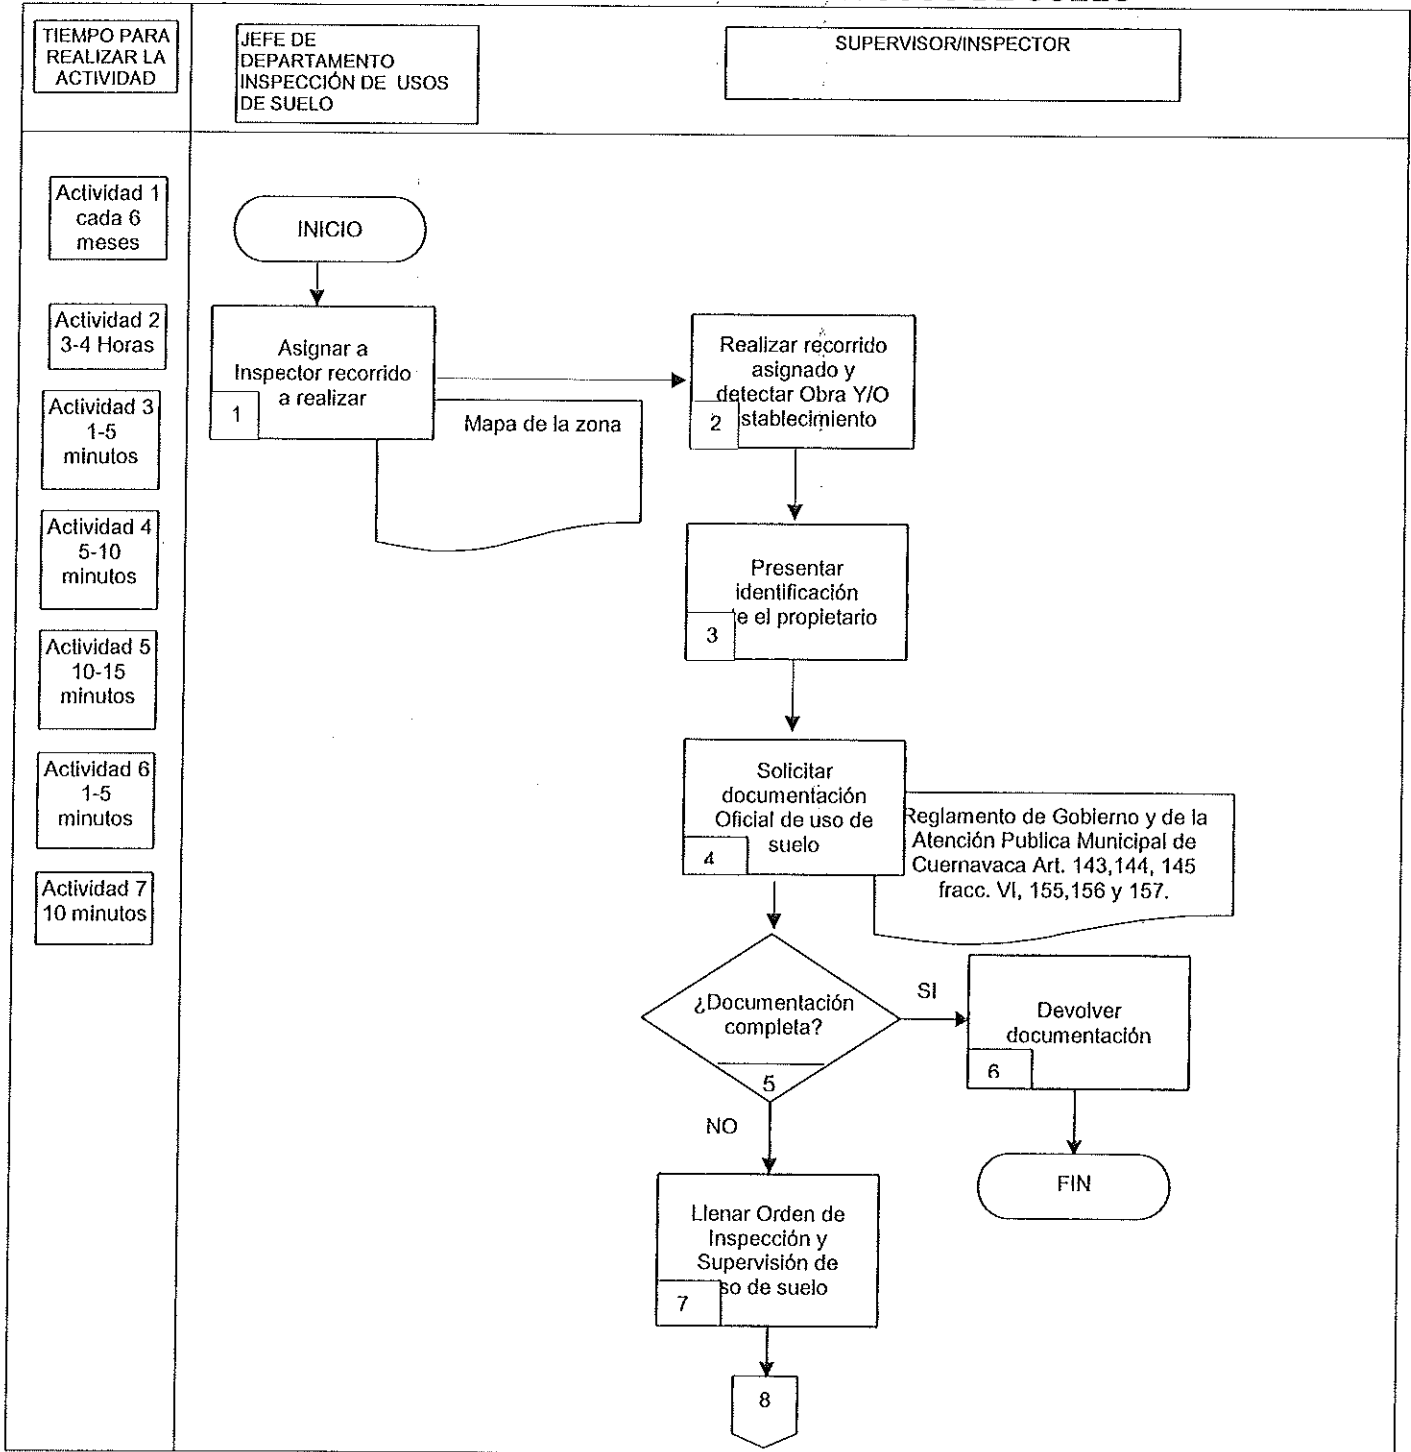 TIEMPO PARA
REALIZAR LA
ACTIVIDAD
JEFE DE
DEPARTAMENTO
INSPECCIÓN DE USOS
DE SUELO
SUPERVISOR/INSPECTOR
Actividad 1
cada 6
meses
Actividad 2
3-4 Horas
Actividad 3
1-5
minutos
Actividad 4
5-10
minutos
Actividad 5
10-15
minutos
Actividad 6
1-5
minutos
Actividad 7
10 minutos
INICIO
Asignar a
Inspector recorrido
a realizar
1
Mapa de la zona
Realizar recorrido
asignado y
detectar Obra Y/O
stablecimiento
2
Presentar
identificación
e el propietario
3
Solicitar
documentación
Oficial de uso de
suelo
4
Reglamento de Gobierno y de la
Atención Publica Municipal de
Cuernavaca Art. 143,144, 145
fracc. VI, 155,156 y 157.
¿Documentación
completa?
5
SI
Devolver
documentación
6
FIN
NO
Llenar Orden de
Inspección y
Supervisión de
so de suelo
7
8